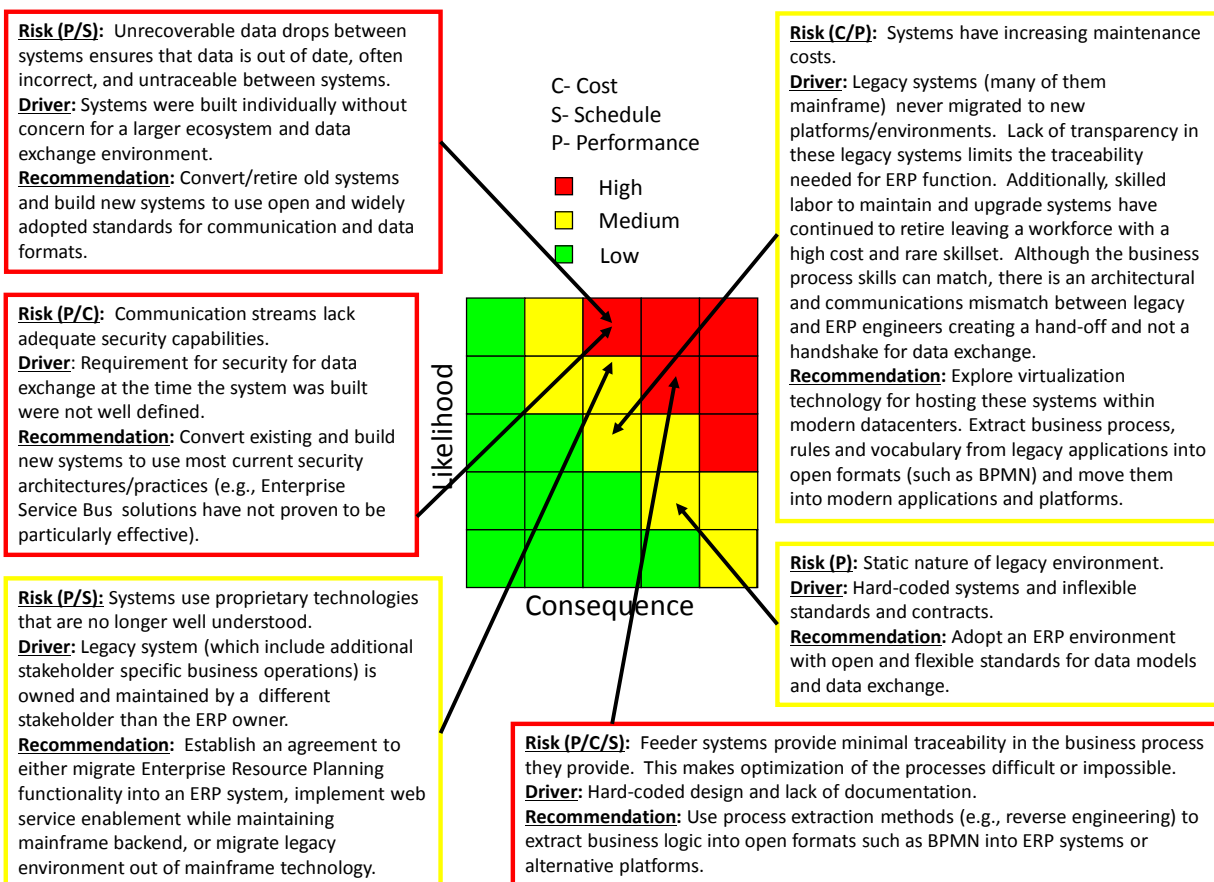 Risk (P/S): Unrecoverable data drops between
systems ensures that data is out of date, often
incorrect, and untraceable between systems.
Driver: Systems were built individually without
concern for a larger ecosystem and data
exchange environment.
Recommendation: Convert/retire old systems
and build new systems to use open and widely
adopted standards for communication and data
formats.
Risk (P/C): Communication streams lack
adequate security capabilities.
Driver: Requirement for security for data
exchange at the time the system was built
were not well defined.
Recommendation: Convert existing and build
new systems to use most current security
architectures/practices (e.g., Enterprise
Service Bus solutions have not proven to be
particularly effective).
Risk (P/S): Systems use proprietary technologies
that are no longer well understood.
Driver: Legacy system (which include additional
stakeholder specific business operations) is
owned and maintained by a different
stakeholder than the ERP owner.
Recommendation: Establish an agreement to
either migrate Enterprise Resource Planning
functionality into an ERP system, implement web
service enablement while maintaining
mainframe backend, or migrate legacy
environment out of mainframe technology.
C- Cost
S- Schedule
P- Performance
High
Medium
Low
Likelihood
Consequence
Risk (C/P): Systems have increasing maintenance
costs.
Driver: Legacy systems (many of them
mainframe) never migrated to new
platforms/environments. Lack of transparency in
these legacy systems limits the traceability
needed for ERP function. Additionally, skilled
labor to maintain and upgrade systems have
continued to retire leaving a workforce with a
high cost and rare skillset. Although the business
process skills can match, there is an architectural
and communications mismatch between legacy
and ERP engineers creating a hand-off and not a
handshake for data exchange.
Recommendation: Explore virtualization
technology for hosting these systems within
modern datacenters. Extract business process,
rules and vocabulary from legacy applications into
open formats (such as BPMN) and move them
into modern applications and platforms.
Risk (P): Static nature of legacy environment.
Driver: Hard-coded systems and inflexible
standards and contracts.
Recommendation: Adopt an ERP environment
with open and flexible standards for data models
and data exchange.
Risk (P/C/S): Feeder systems provide minimal traceability in the business process
they provide. This makes optimization of the processes difficult or impossible.
Driver: Hard-coded design and lack of documentation.
Recommendation: Use process extraction methods (e.g., reverse engineering) to
extract business logic into open formats such as BPMN into ERP systems or
alternative platforms.